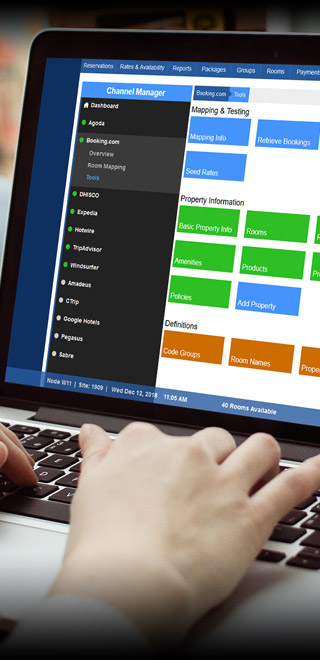 Reservations Rates & Availability Reports Packages Groups Rooms Payment
Channel Manager
Booking.com Tools
Dashboard
Agoda
Booking.com
Overview
Room Mapping
Tools
DHISCO
Expedia
Hotwire
TripAdvisor
Windsurfer
Amadeus
CTrip
Google Hotels
Pegasus
Sabre
Mapping & Testing
Mapping Info Retrieve Bookings
Seed Rates
Property Information
Basic Property Info Rooms
Amenities Products
Policies Add Property
Definitions
Code Groups Room Names Prope
Node W11 | Site: 1909 | Wed Dec 12, 2018 11:05 AM 40 Rooms Available